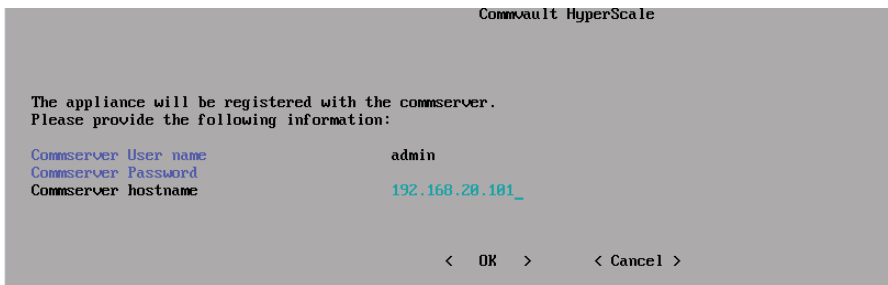 Commvault HyperScale
The appliance will be registered with the commserver.
Please provide the following information:
Commserver User name admin
Commserver Password
Commserver hostname 192.168.20.101_
< OK > < Cancel >